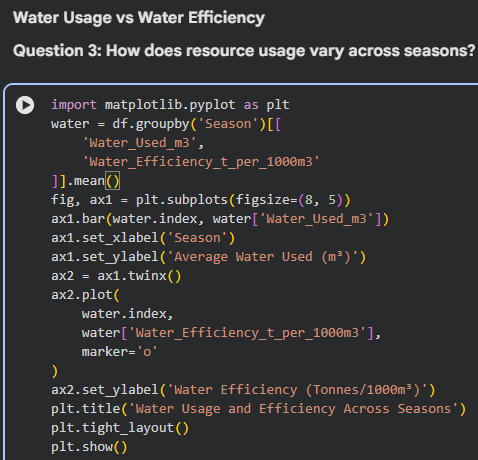 Water Usage vs Water Efficiency
Question 3: How does resource usage vary across seasons?
import matplotlib.pyplot as plt
water = df.groupby('Season')[[
    'Water_Used_m3',
    'Water_Efficiency_t_per_1000m3'
]].mean()
fig, ax1 = plt.subplots(figsize=(8, 5))
ax1.bar(water.index, water['Water_Used_m3'])
ax1.set_xlabel('Season')
ax1.set_ylabel('Average Water Used (m³)')
ax2 = ax1.twinx()
ax2.plot(
    water.index,
    water['Water_Efficiency_t_per_1000m3'],
    marker='o'
)
ax2.set_ylabel('Water Efficiency (Tonnes/1000m³)')
plt.title('Water Usage and Efficiency Across Seasons')
plt.tight_layout()
plt.show()